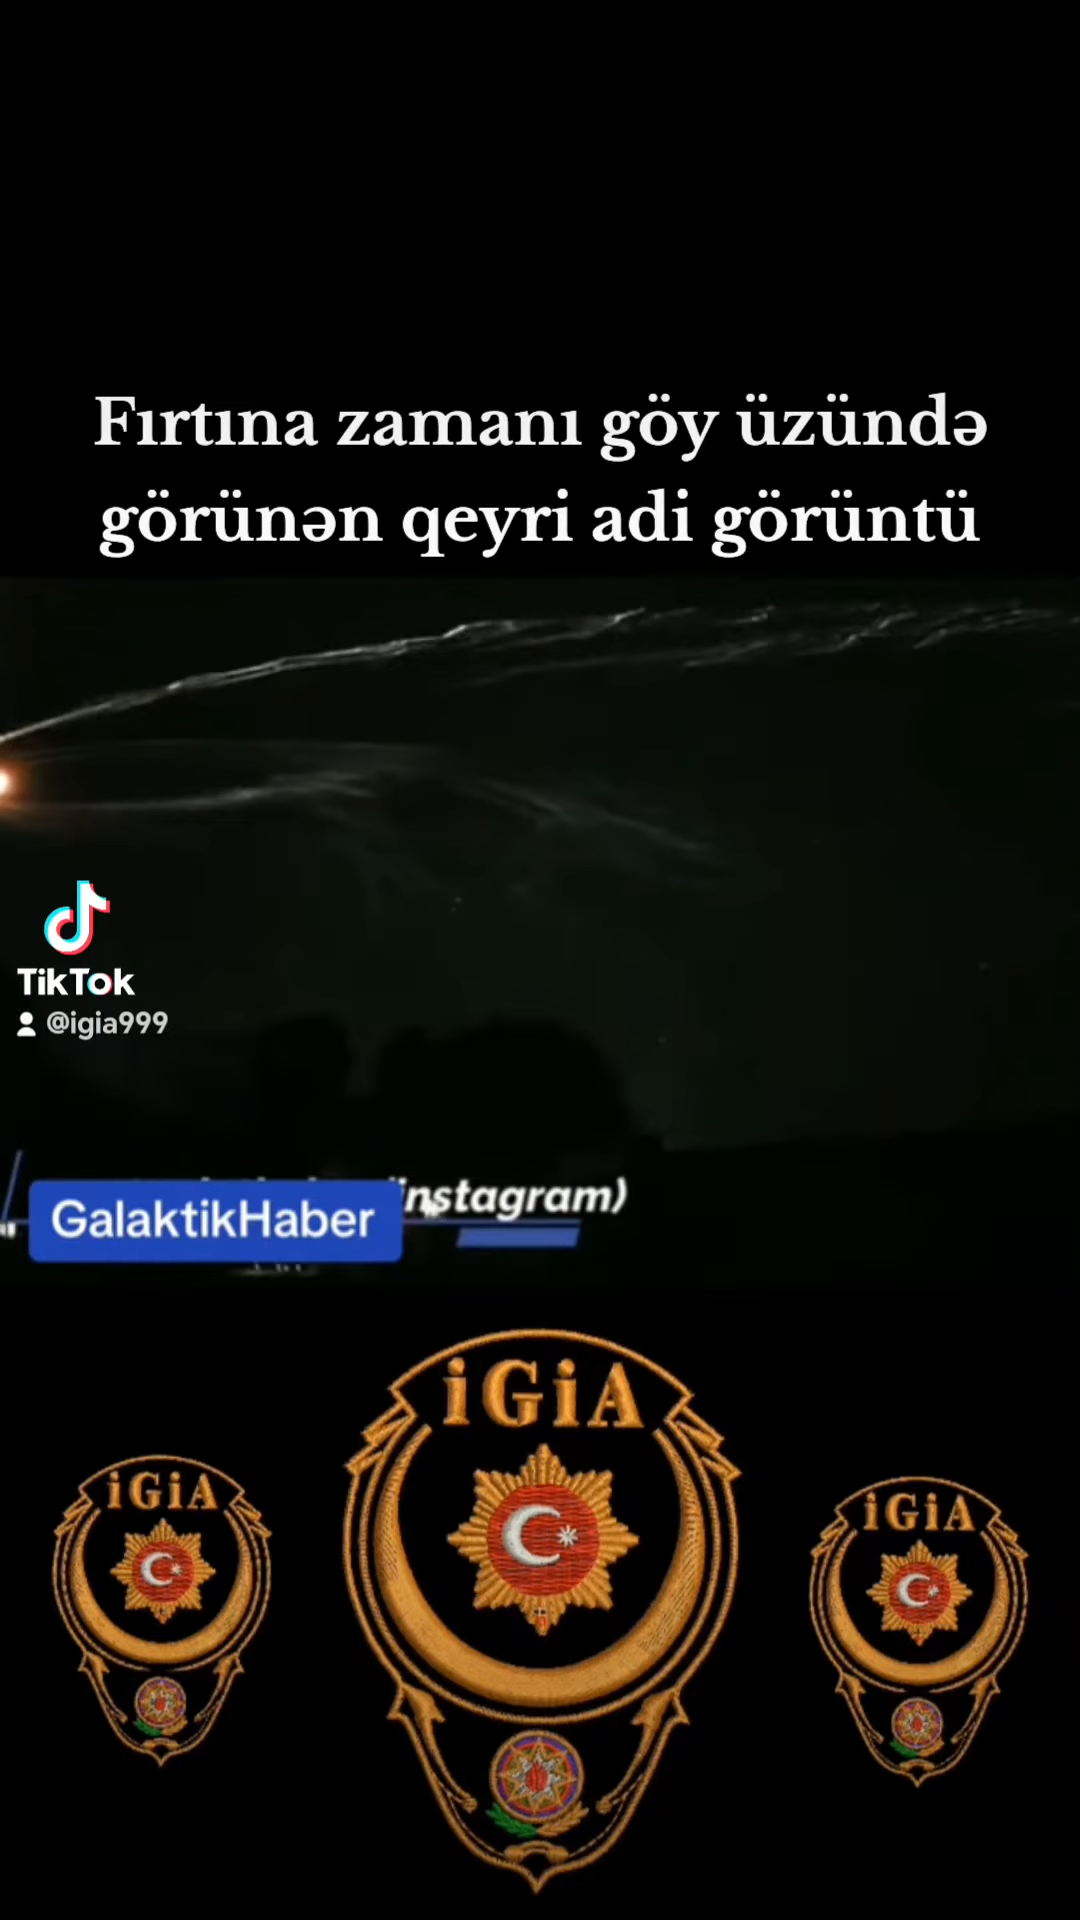 Fırtına zamanı göy üzündə
görünən qeyri adi görüntü
TikTok
@igia999
instagram)
GalaktikHaber
iGiA
iGiA
iGiA